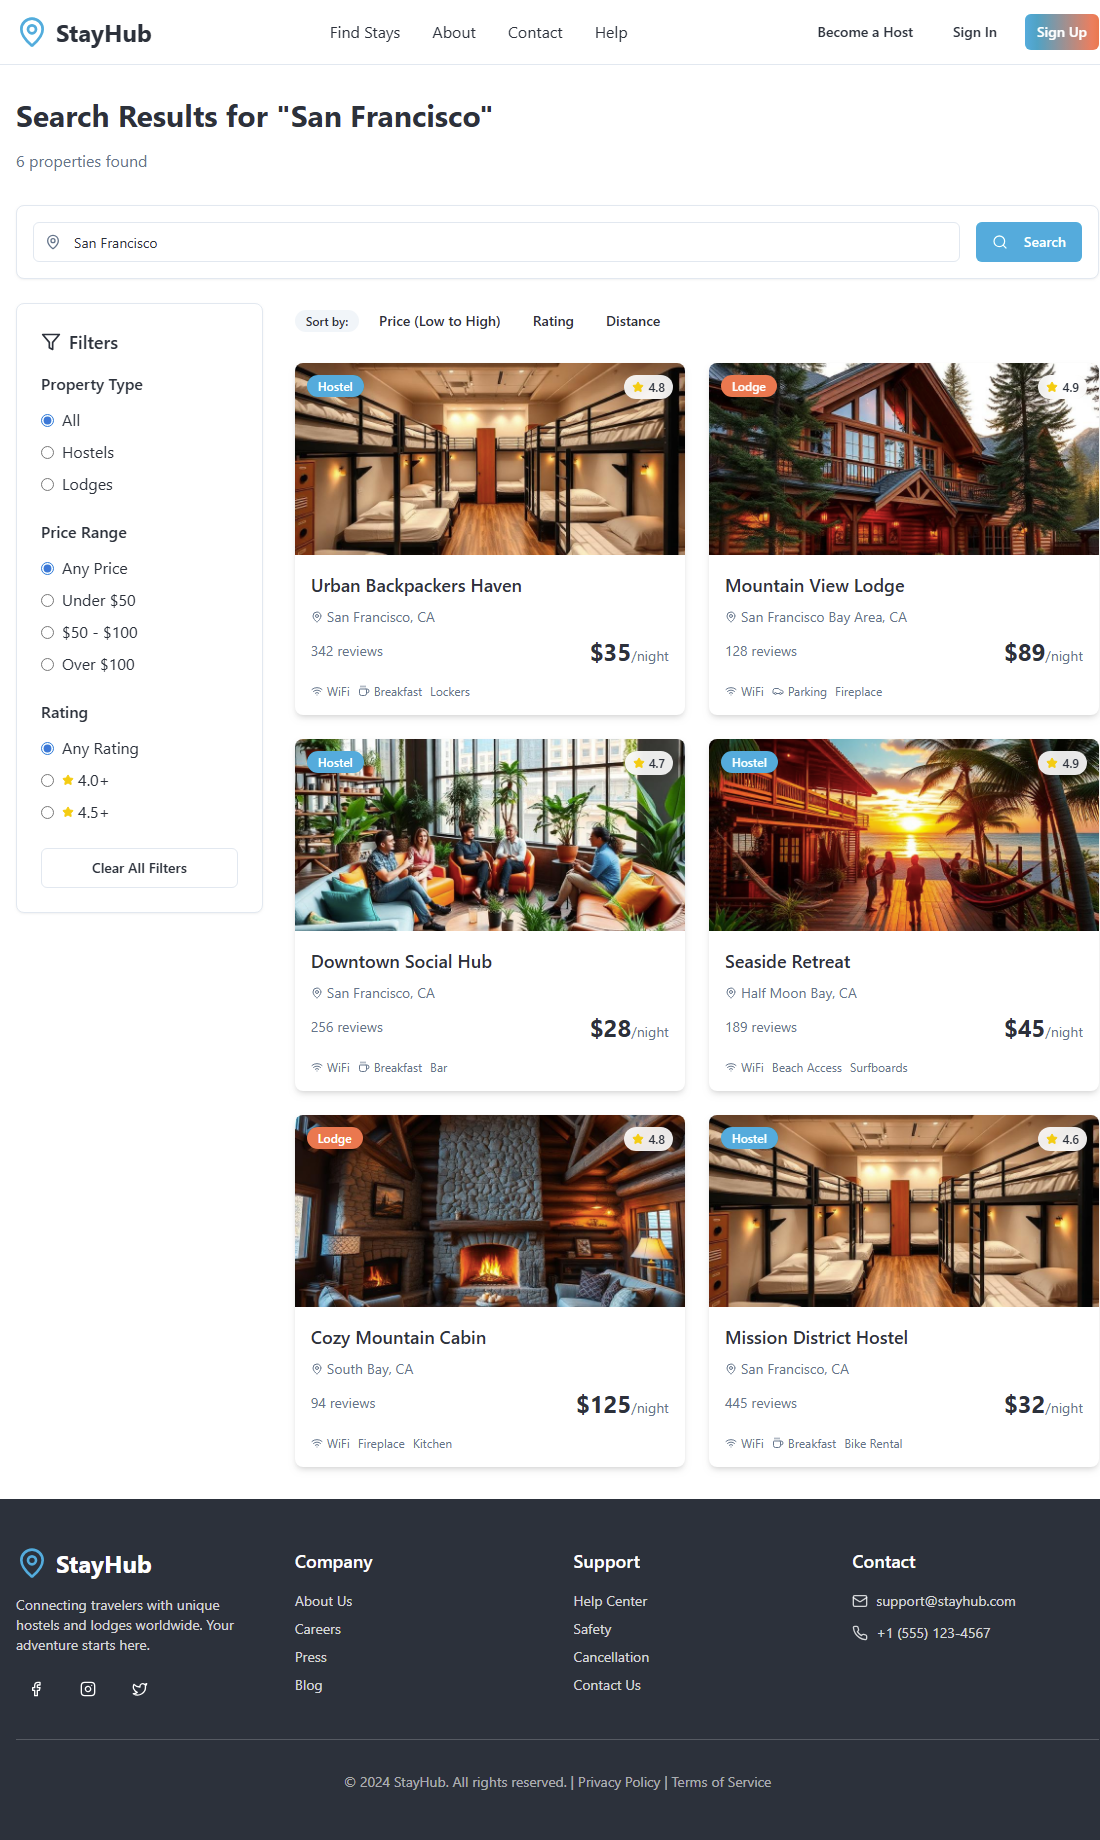 StayHub
Find Stays
About
Contact
Help
Become a Host
Sign In
Sign Up
Search Results for "San Francisco"
6 properties found
San Francisco
Search
Filters
Property Type
All
Hostels
Lodges
Price Range
Any Price
Under $50
$50 - $100
Over $100
Rating
Any Rating
4.0+
4.5+
Clear All Filters
Sort by:
Price (Low to High)
Rating
Distance
Hostel
4.8
Urban Backpackers Haven
San Francisco, CA
342 reviews
$35/night
WiFi Breakfast Lockers
Lodge
4.9
Mountain View Lodge
San Francisco Bay Area, CA
128 reviews
$89/night
WiFi Parking Fireplace
Hostel
4.7
Downtown Social Hub
San Francisco, CA
256 reviews
$28/night
WiFi Breakfast Bar
Hostel
4.9
Seaside Retreat
Half Moon Bay, CA
189 reviews
$45/night
WiFi Beach Access Surfboards
Lodge
4.8
Cozy Mountain Cabin
South Bay, CA
94 reviews
$125/night
WiFi Fireplace Kitchen
Hostel
4.6
Mission District Hostel
San Francisco, CA
445 reviews
$32/night
WiFi Breakfast Bike Rental
StayHub
Connecting travelers with unique
hostels and lodges worldwide. Your
adventure starts here.
Company
About Us
Careers
Press
Blog
Support
Help Center
Safety
Cancellation
Contact Us
Contact
support@stayhub.com
+1 (555) 123-4567
© 2024 StayHub. All rights reserved. | Privacy Policy | Terms of Service